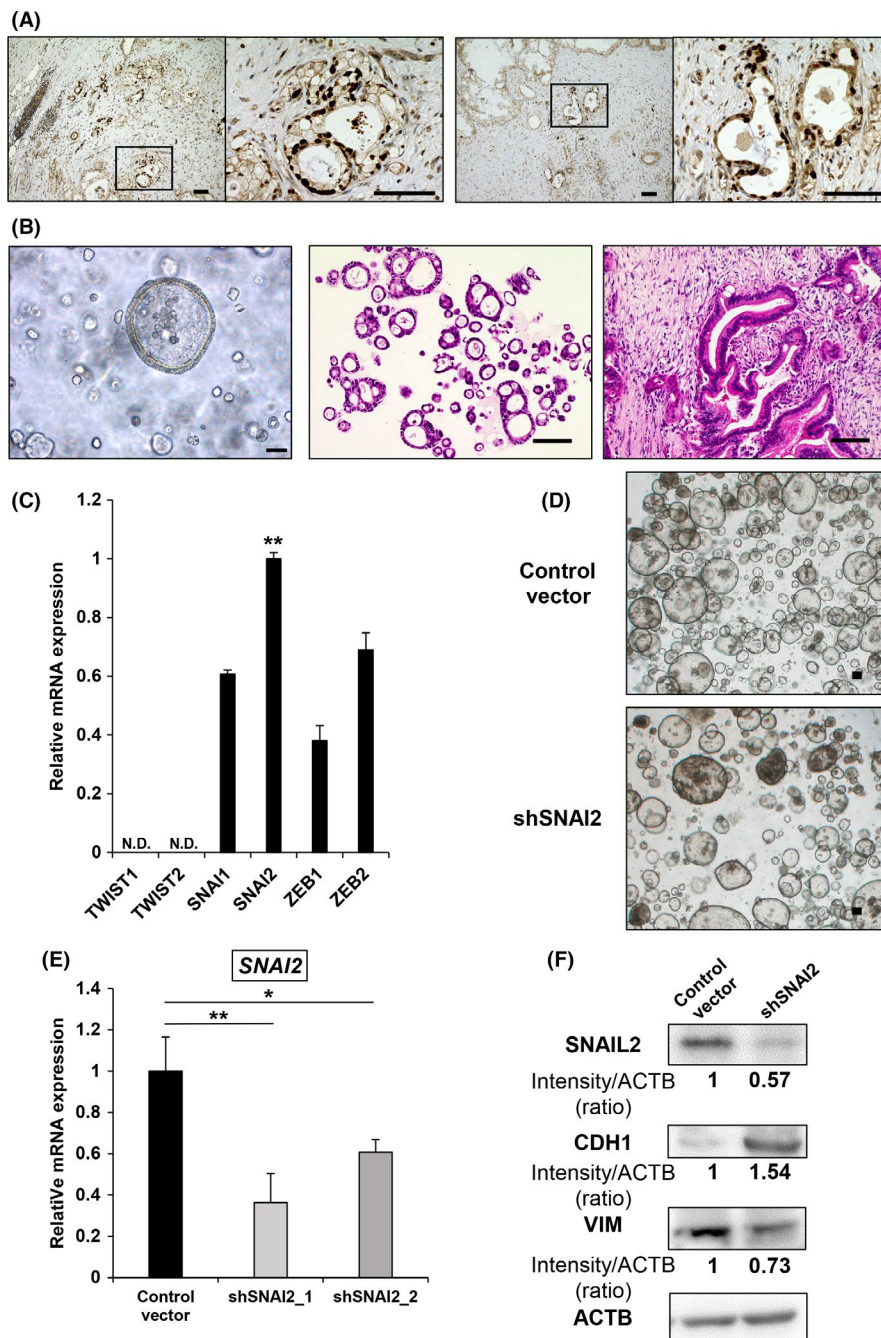 (A)
(B)
(C)
Relative mRNA expression
1.2
1
0.8
0.6
0.4
0.2
0
**
N.D.
N.D.
TWIST1
TWIST2
SNAI1
SNAI2
ZEB1
ZEB2
(D)
Control
vector
shSNAI2
(E)
SNAI2
RelatiVe mRNA expression
1.2
1
0.8
0.6
0.4
0.2
0
*
**
Control
vector
shSNAI2_1
shSNAI2_2
(F)
Control
vector
shSNAI2
SNAIL2
Intensity/ACTB 1 0.57
(ratio)
CDH1
Intensity/ACTB 1 1.54
(ratio)
VIM
Intensity/ACTB 1 0.73
(ratio)
ACTB